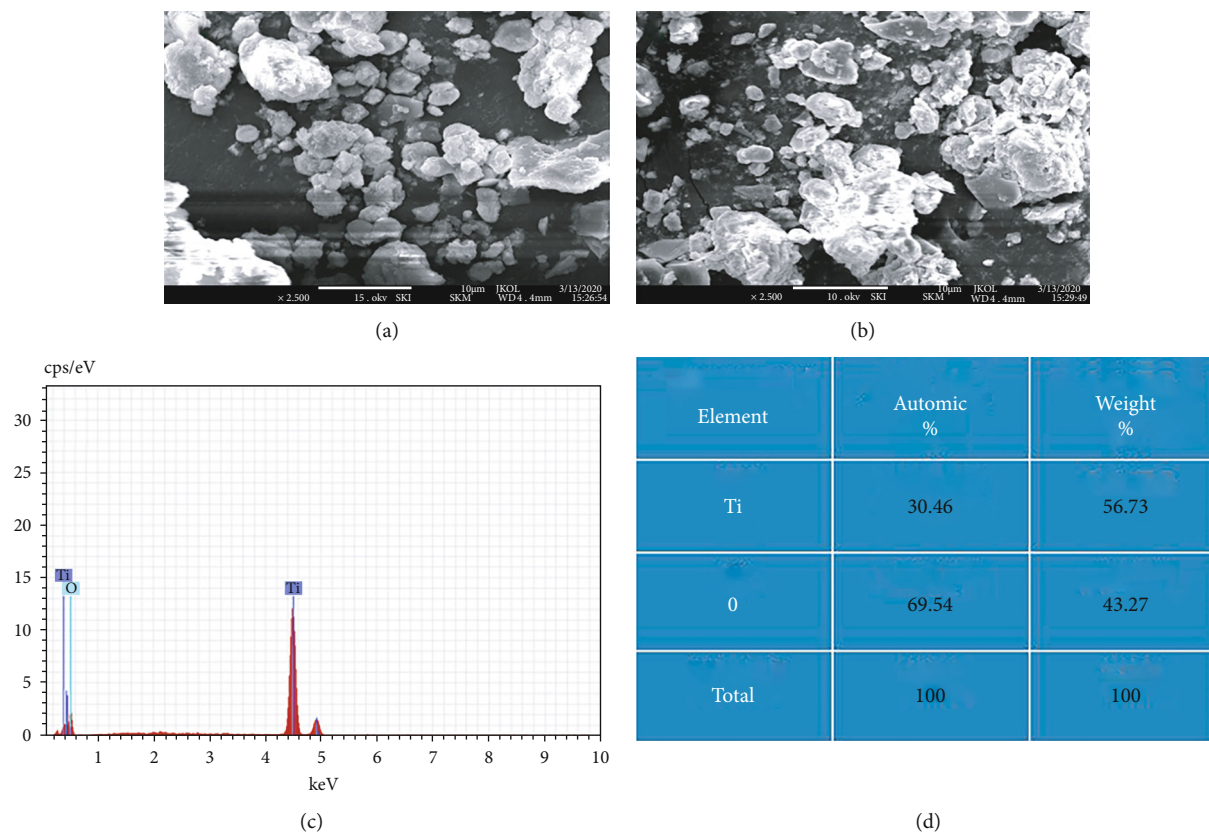 10μm JKOL 3/13/2020
× 2.500 15 . okv SKI SKM WD4 . 4mm 15:26:54
(a)
10μm JKOL 3/13/2020
× 2.500 10 . okv SKI SKM WD4 . 4mm 15:29:49
(b)
cps/eV
30
25
20
15
10
5
0
Ti
O
Ti
1 2 3 4 5 6 7 8 9 10
keV
(c)
Element Automic % Weight %
Ti 30.46 56.73
0 69.54 43.27
Total 100 100
(d)